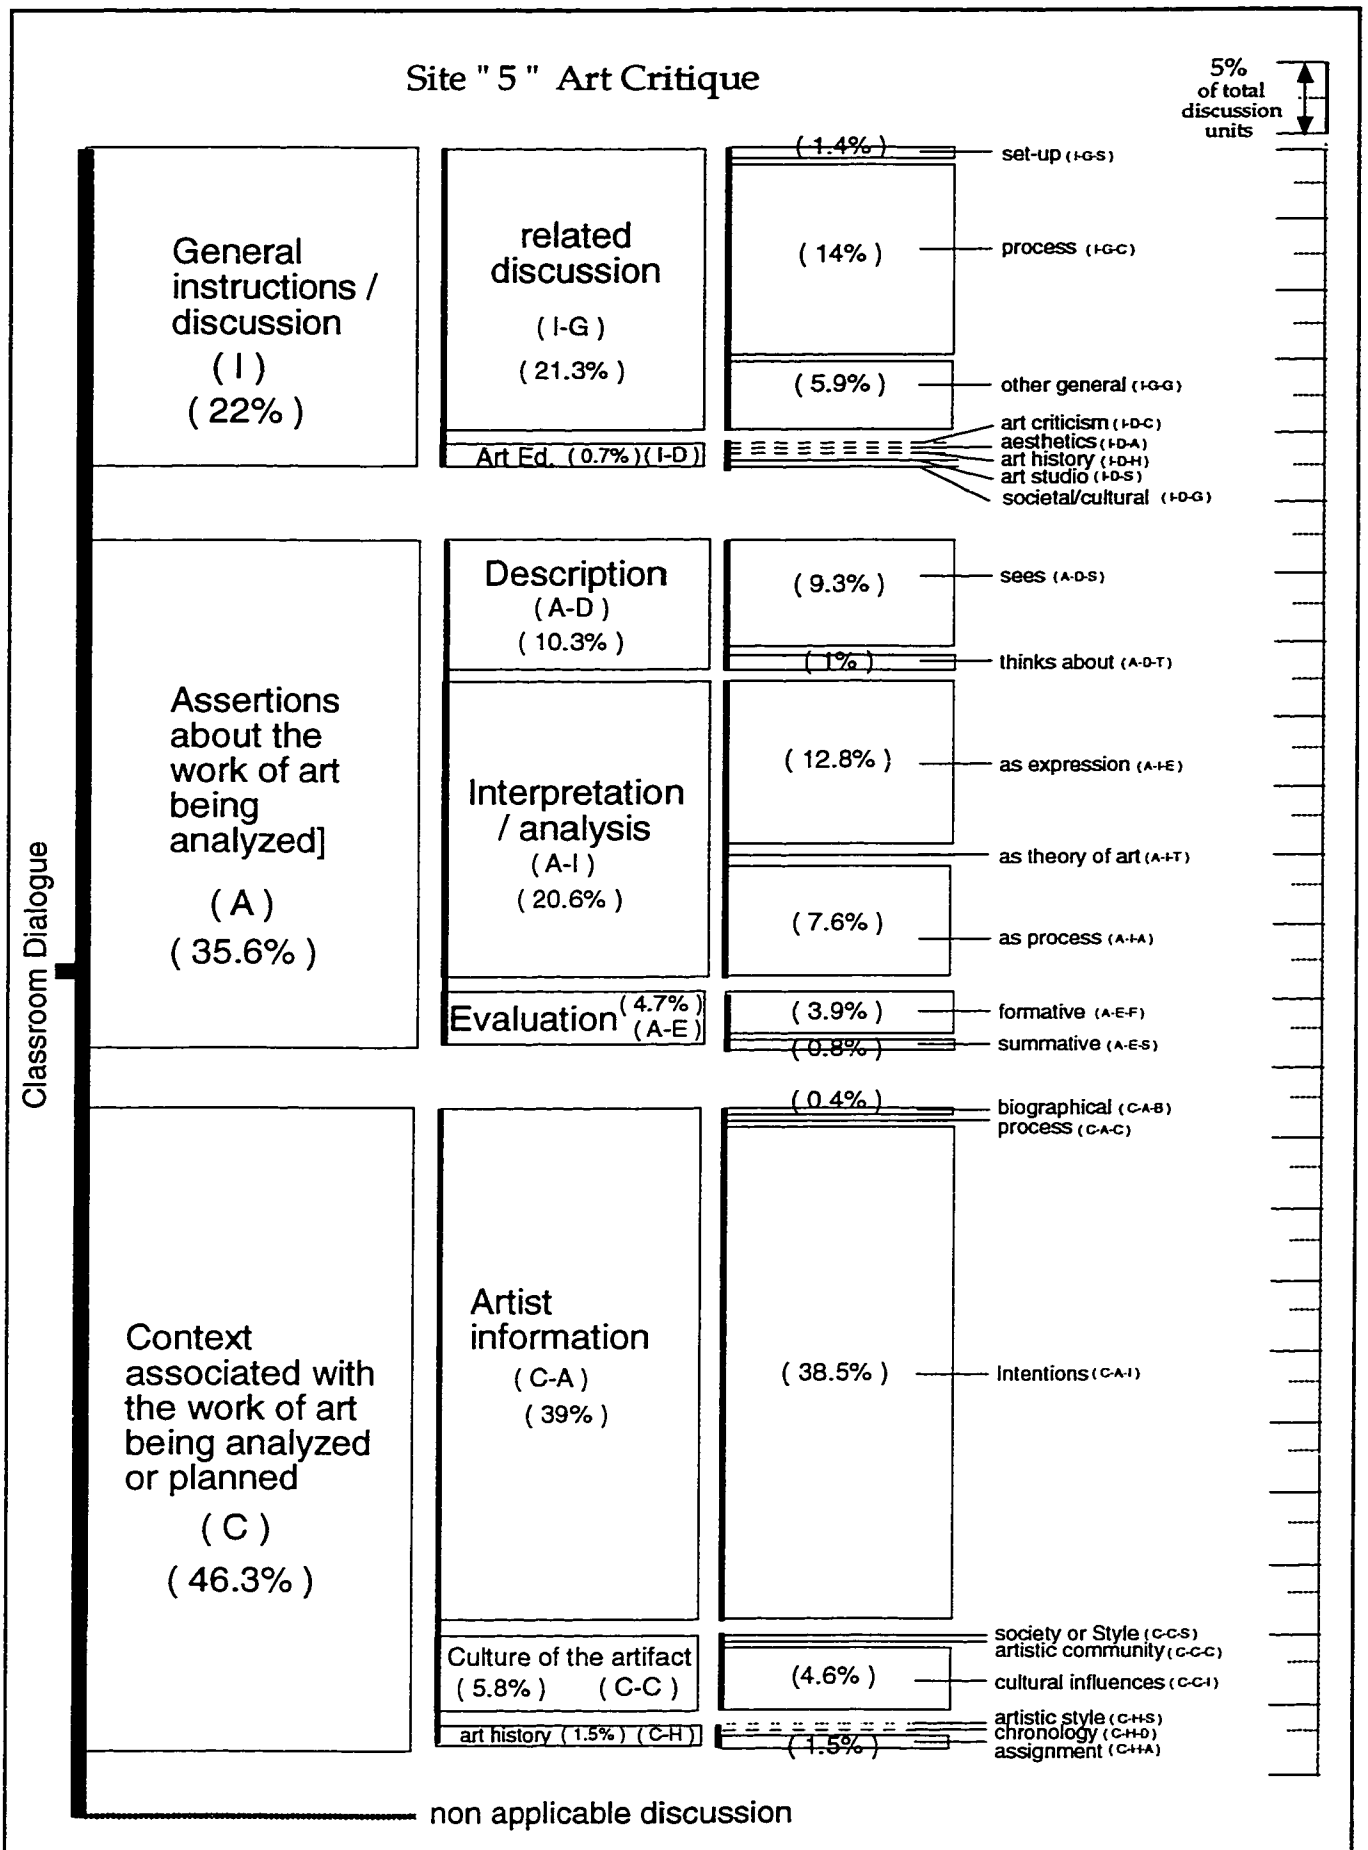 Site " 5 " Art Critique
5%
of total
discussion
units
Classroom Dialogue
General
instructions /
discussion
( I )
( 22% )
related
discussion
( I-G )
( 21.3% )
( 1.4% )
set-up ( I-G-S )
( 14% )
process ( I-G-C )
( 5.9% )
other general ( I-G-G )
Art Ed. ( 0.7% ) ( I-D )
art criticism ( I-D-C )
aesthetics ( I-D-A )
art history ( I-D-H )
art studio ( I-D-S )
societal/cultural ( I-D-G )
Assertions
about the
work of art
being
analyzed]
( A )
( 35.6% )
Description
( A-D )
( 10.3% )
( 9.3% )
sees ( A-D-S )
( 1% )
thinks about ( A-D-T )
Interpretation
/ analysis
( A-I )
( 20.6% )
( 12.8% )
as expression ( A-I-E )
as theory of art ( A-I-T )
( 7.6% )
as process ( A-I-A )
Evaluation ( 4.7% )
( A-E )
( 3.9% )
formative ( A-E-F )
( 0.8% )
summative ( A-E-S )
Context
associated with
the work of art
being analyzed
or planned
( C )
( 46.3% )
Artist
information
( C-A )
( 39% )
( 0.4% )
biographical ( C-A-B )
process ( C-A-C )
( 38.5% )
Intentions ( C-A-I )
Culture of the artifact
( 5.8% ) ( C-C )
society or Style ( C-C-S )
artistic community ( C-C-C )
(4.6% )
cultural influences ( C-C-I )
art history ( 1.5% ) ( C-H )
artistic style ( C-H-S )
chronology ( C-H-D )
( 1.5% )
assignment ( C-H-A )
non applicable discussion